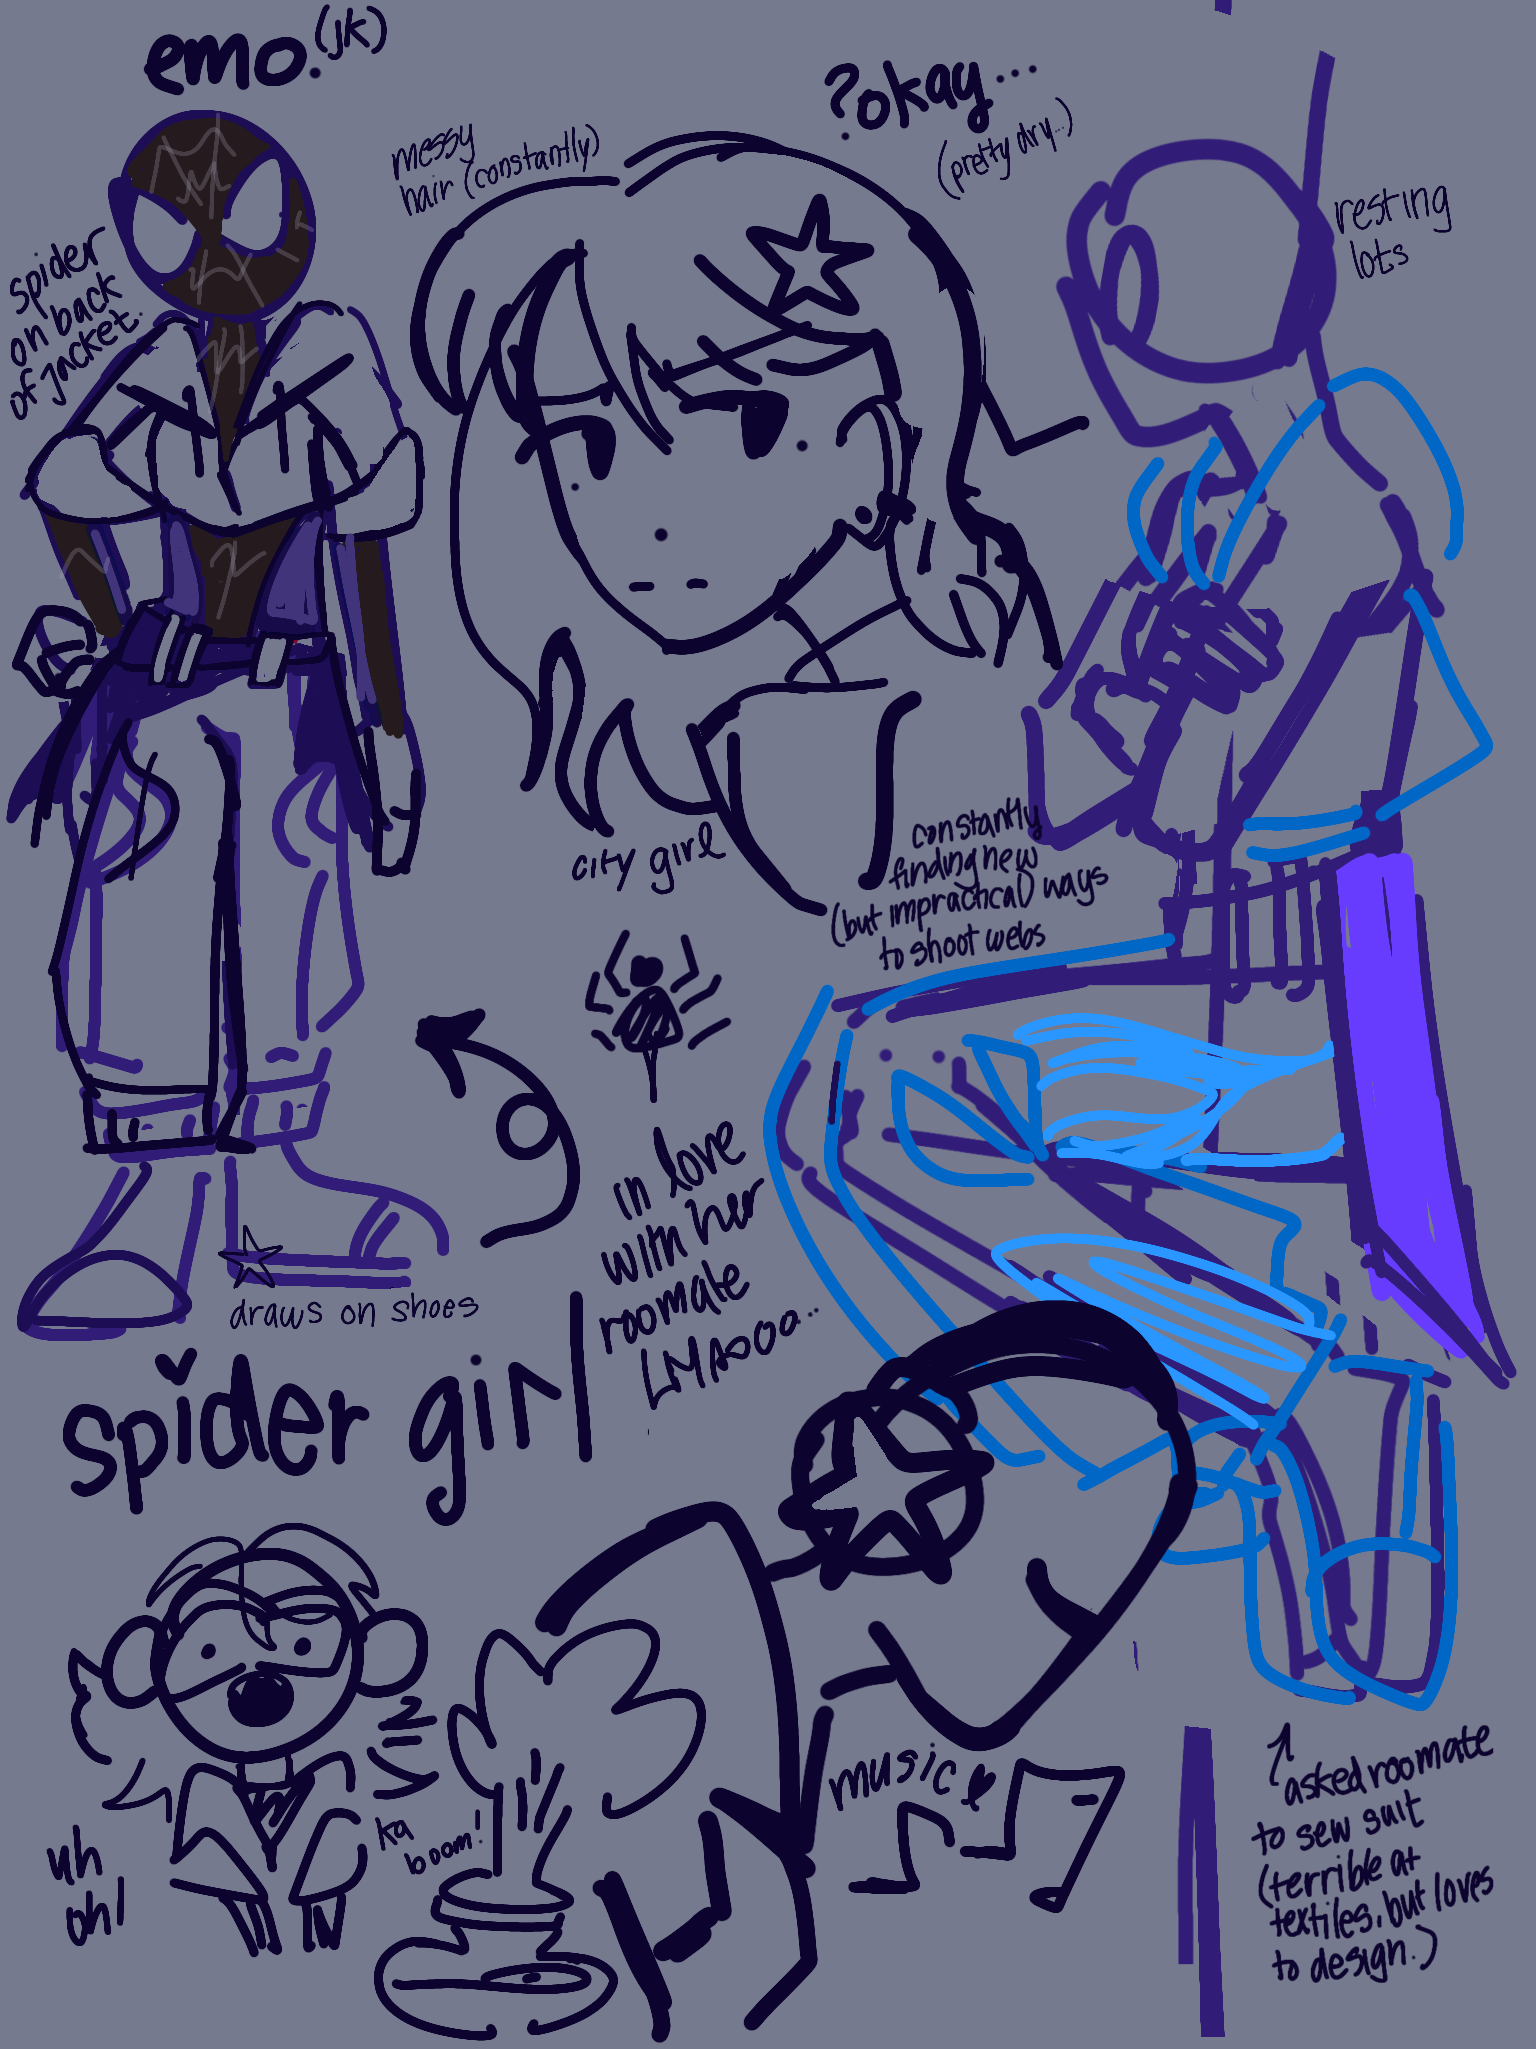 emo. (jk)
?okay...
(pretty dry...)
messy
hair (constantly)
resting
lots
spider
on back
of jacket.
city girl
constantly
finding new
(but impractical) ways
to shoot webs
in love
with her
roomate
LMAOOO...
draws on shoes
spider girl
music
uh
oh!
ka
boom!
asked roomate
to sew suit
(terrible at
textiles, but loves
to design.)